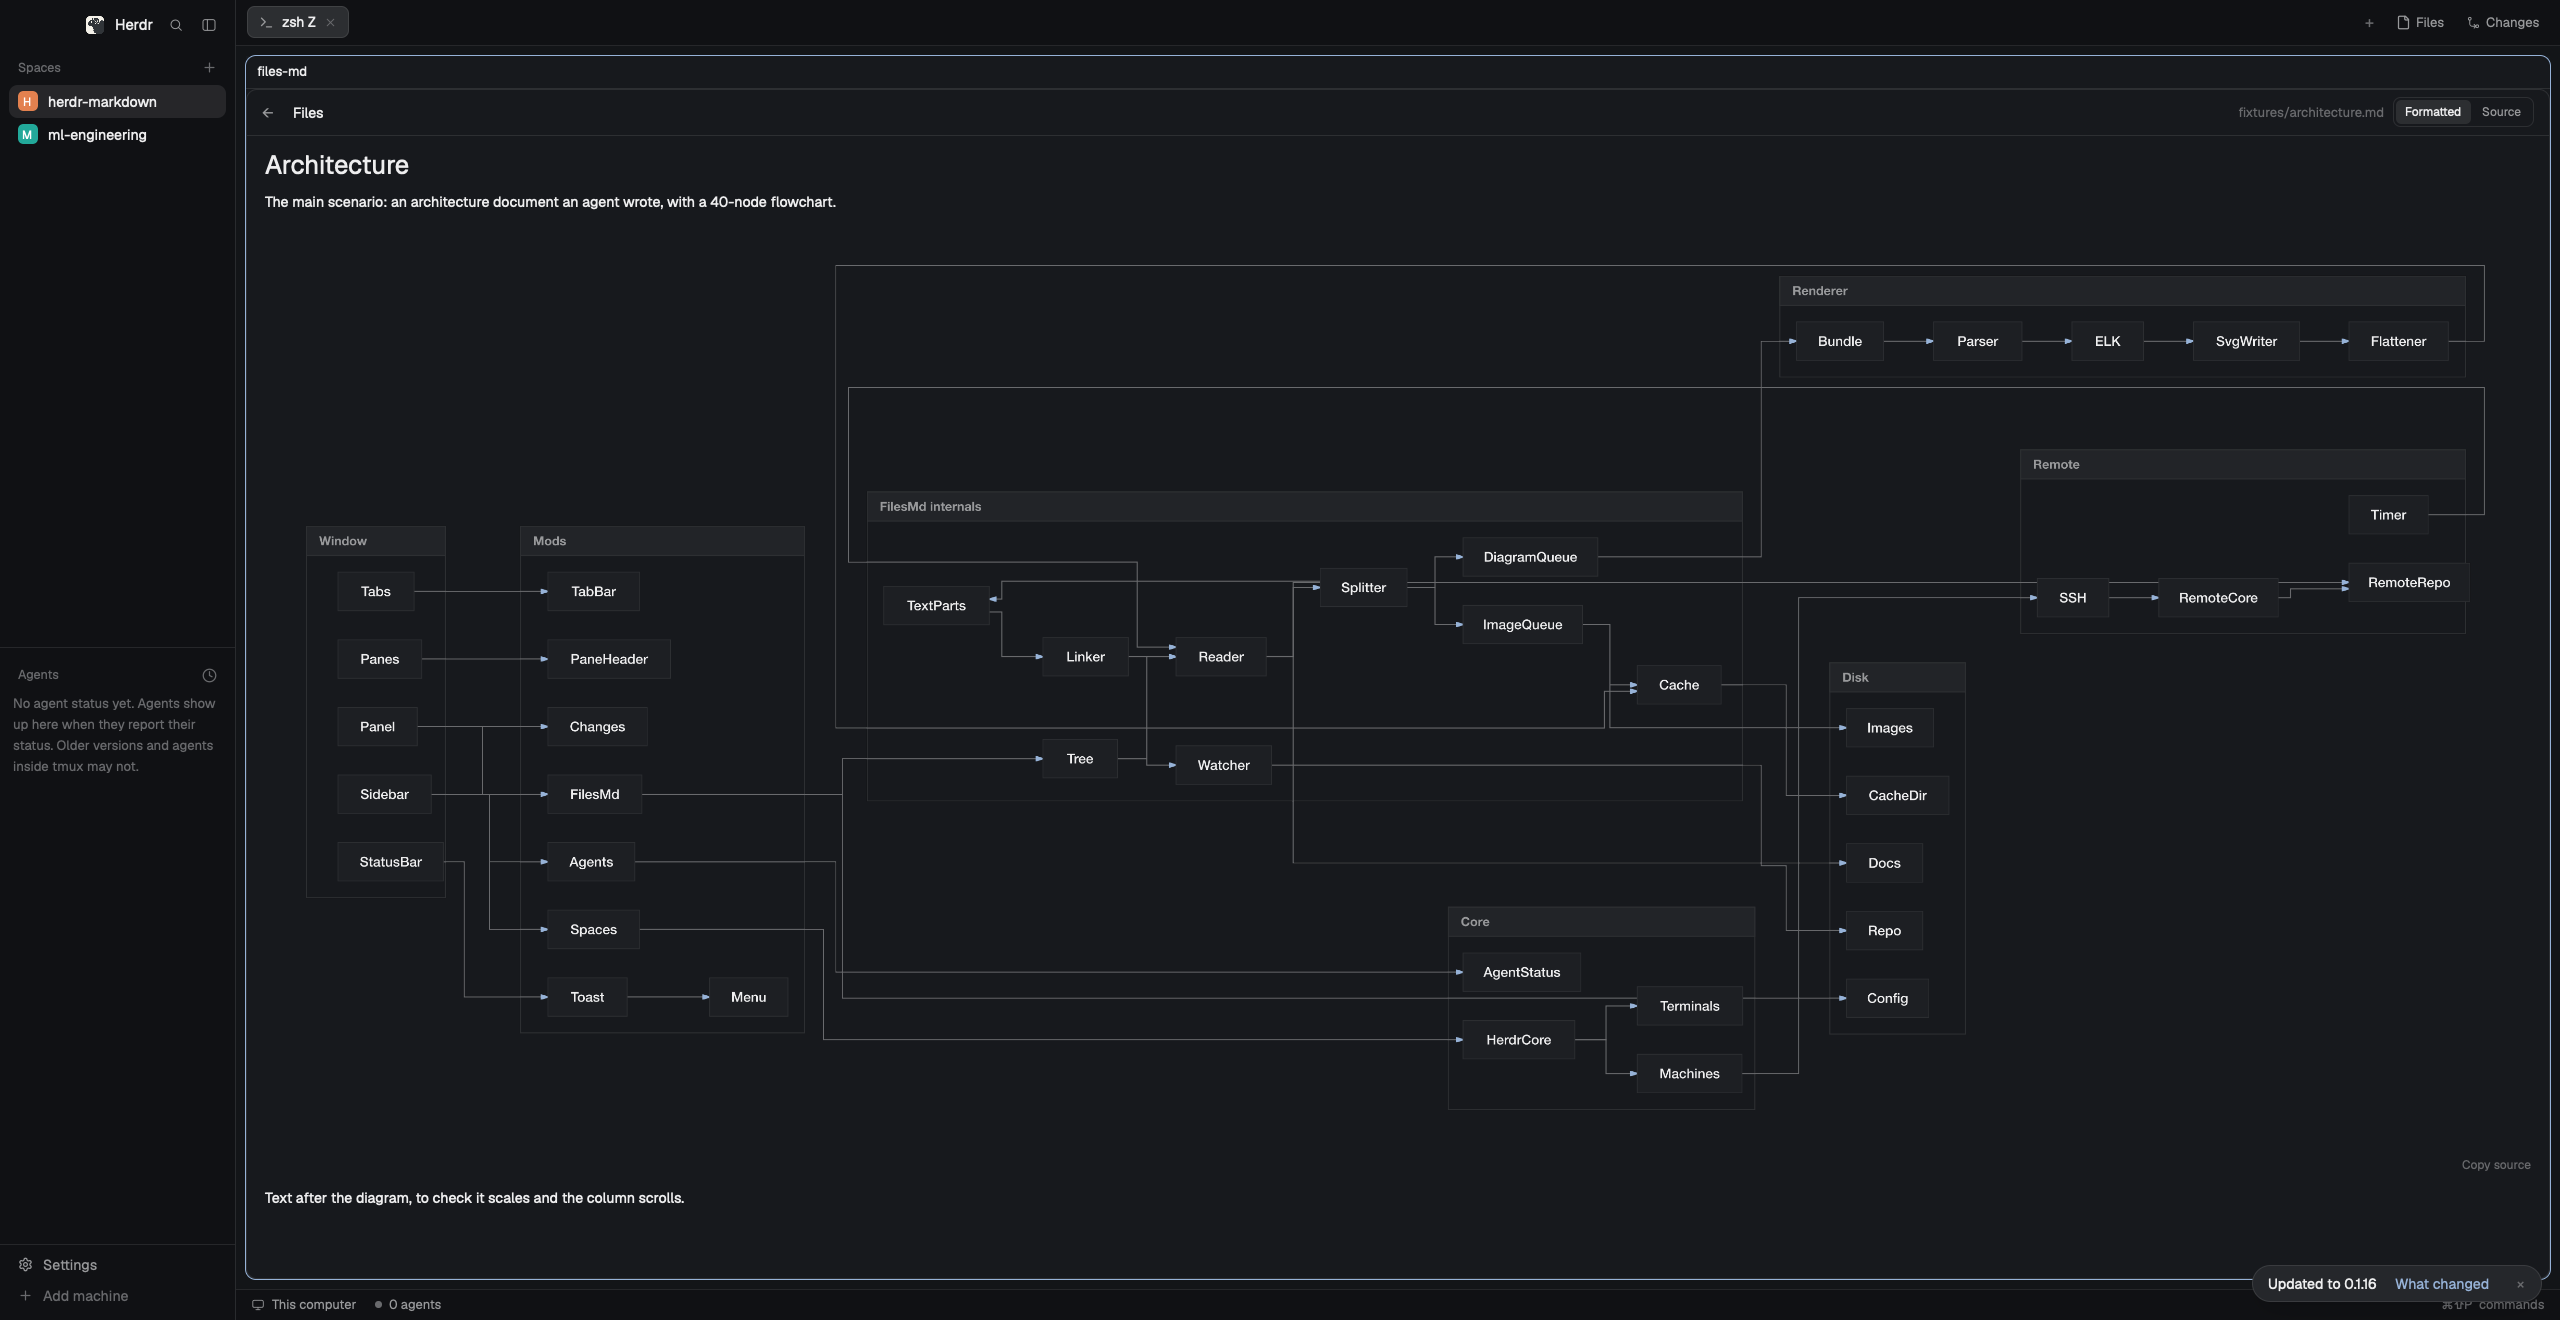 Herdr
zsh Z
Files
Changes
Spaces
H
herdr-markdown
M
ml-engineering
files-md
Files
fixtures/architecture.md
Formatted
Source
Architecture
The main scenario: an architecture document an agent wrote, with a 40-node flowchart.
Renderer
Bundle
Parser
ELK
SvgWriter
Flattener
Remote
Timer
RemoteRepo
SSH
RemoteCore
FilesMd internals
DiagramQueue
Splitter
TextParts
ImageQueue
Linker
Reader
Cache
Tree
Watcher
Window
Tabs
Panes
Panel
Sidebar
StatusBar
Mods
TabBar
PaneHeader
Changes
FilesMd
Agents
Spaces
Toast
Menu
Disk
Images
CacheDir
Docs
Repo
Config
Core
AgentStatus
Terminals
HerdrCore
Machines
Agents
No agent status yet. Agents show
up here when they report their
status. Older versions and agents
inside tmux may not.
Copy source
Text after the diagram, to check it scales and the column scrolls.
Settings
Add machine
This computer
0 agents
Updated to 0.1.16
What changed
⌘⇧P commands